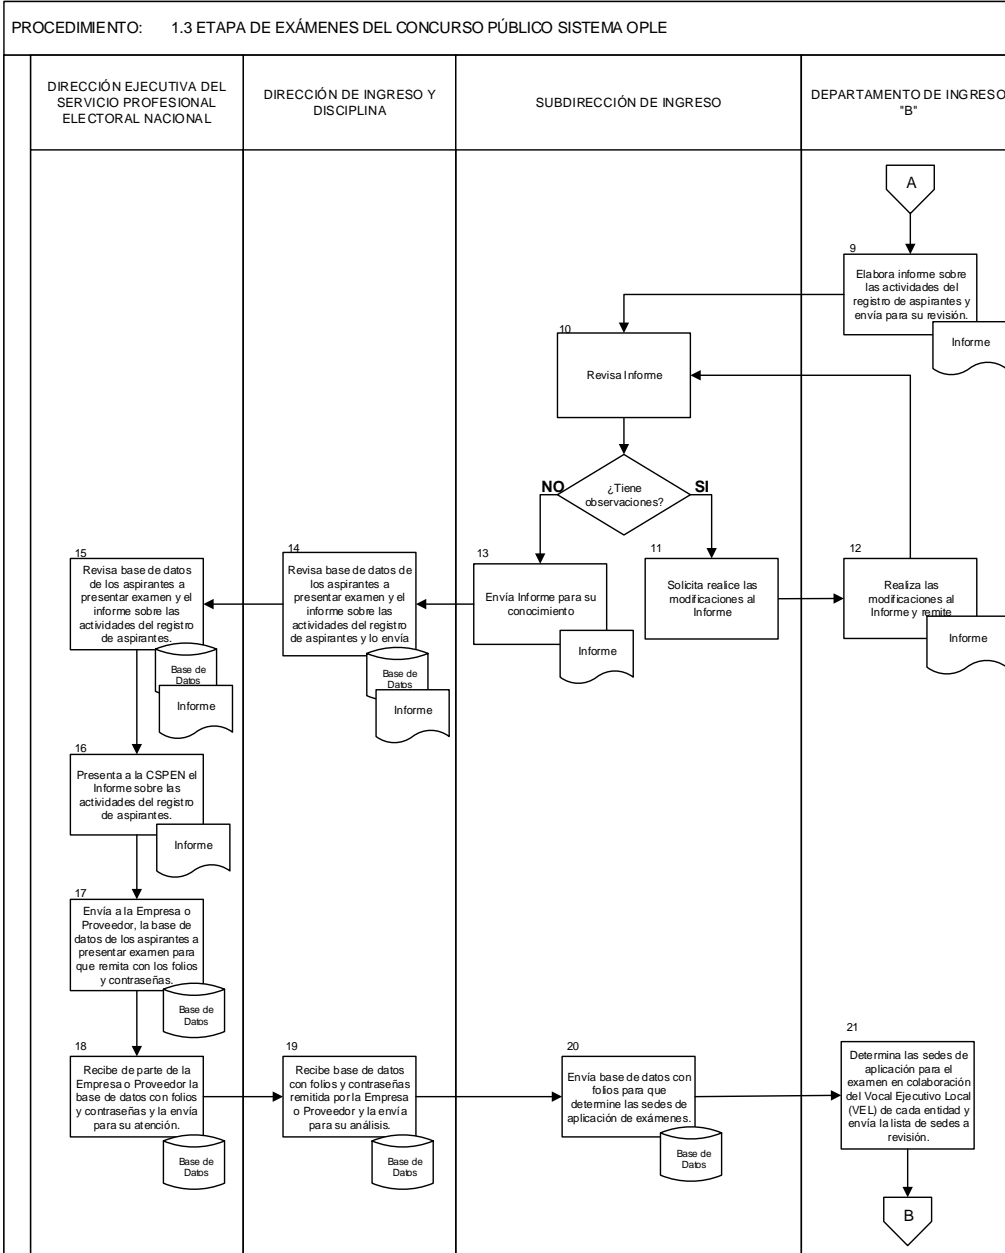 PROCEDIMIENTO: 1.3 ETAPA DE EXÁMENES DEL CONCURSO PÚBLICO SISTEMA OPLE
DIRECCIÓN EJECUTIVA DEL
SERVICIO PROFESIONAL
ELECTORAL NACIONAL
DIRECCIÓN DE INGRESO Y
DISCIPLINA
SUBDIRECCIÓN DE INGRESO
DEPARTAMENTO DE INGRESO
"B"
A
9
Elabora informe sobre
las actividades del
registro de aspirantes y
envía para su revisión.
Informe
10
Revisa Informe
¿Tiene
observaciones?
NO
SI
11
Solicita realice las
modificaciones al
Informe
12
Realiza las
modificaciones al
Informe y remite
Informe
13
Envía Informe para su
conocimiento
Informe
14
Revisa base de datos de
los aspirantes a
presentar examen y el
informe sobre las
actividades del registro
de aspirantes y lo envía
Base de
Datos
Informe
15
Revisa base de datos
de los aspirantes a
presentar examen y el
informe sobre las
actividades del registro
de aspirantes.
Base de
Datos
Informe
16
Presenta a la CSPEN el
Informe sobre las
actividades del registro
de aspirantes.
Informe
17
Envía a la Empresa o
Proveedor, la base de
datos de los aspirantes a
presentar examen para
que remita con los folios
y contraseñas.
Base de
Datos
18
Recibe de parte de la
Empresa o Proveedor la
base de datos con folios
y contraseñas y la envía
para su atención.
Base de
Datos
19
Recibe base de datos
con folios y contraseñas
remitida por la Empresa
o Proveedor y la envía
para su análisis.
Base de
Datos
20
Envía base de datos con
folios para que
determine las sedes de
aplicación de exámenes.
Base de
Datos
21
Determina las sedes de
aplicación para el
examen en colaboración
del Vocal Ejecutivo Local
(VEL) de cada entidad y
envía la lista de sedes a
revisión.
B